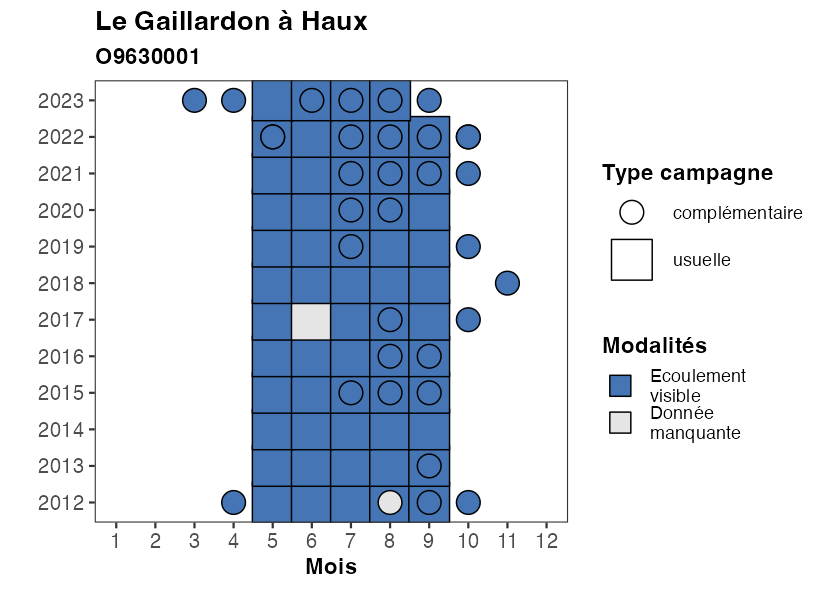 Le Gaillardon à Haux
O9630001
2023
2022
2021
2020
2019
2018
2017
2016
2015
2014
2013
2012
1 2 3 4 5 6 7 8 9 10 11 12
Mois
Type campagne
complémentaire
usuelle
Modalités
Ecoulement
visible
Donnée
manquante